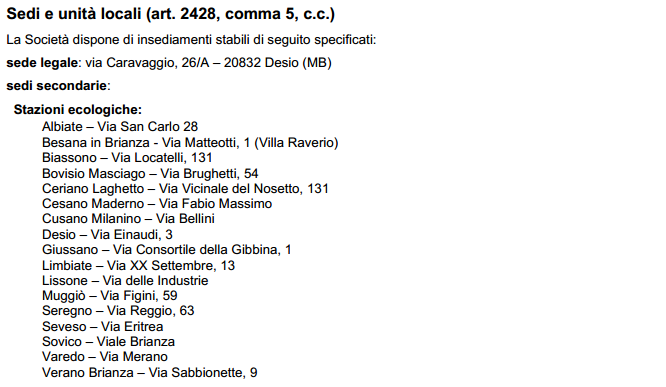 Sedi e unità locali (art. 2428, comma 5, c.c.)
La Società dispone di insediamenti stabili di seguito specificati:
sede legale: via Caravaggio, 26/A – 20832 Desio (MB)
sedi secondarie:
Stazioni ecologiche:
Albiate – Via San Carlo 28
Besana in Brianza - Via Matteotti, 1 (Villa Raverio)
Biassono – Via Locatelli, 131
Bovisio Masciago – Via Brughetti, 54
Ceriano Laghetto – Via Vicinale del Nosetto, 131
Cesano Maderno – Via Fabio Massimo
Cusano Milanino – Via Bellini
Desio – Via Einaudi, 3
Giussano – Via Consortile della Gibbina, 1
Limbiate – Via XX Settembre, 13
Lissone – Via delle Industrie
Muggiò – Via Figini, 59
Seregno – Via Reggio, 63
Seveso – Via Eritrea
Sovico – Viale Brianza
Varedo – Via Merano
Verano Brianza – Via Sabbionette, 9